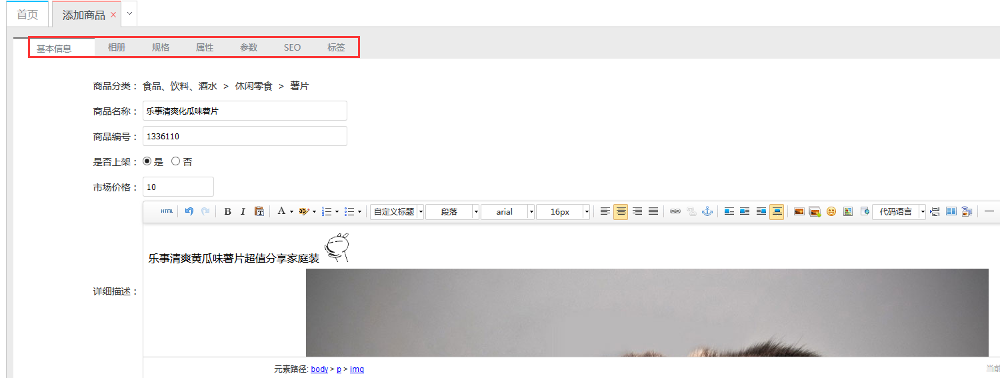 首页 添加商品 ×
基本信息 相册 规格 属性 参数 SEO 标签
商品分类： 食品、饮料、酒水 > 休闲零食 > 薯片
商品名称： 乐事清爽化瓜味薯片
商品编号： 1336110
是否上架： 是 否
市场价格： 10
HTML B I T A ab 自定义标题 段落 arial 16px 代码语言
乐事清爽黄瓜味薯片超值分享家庭装
详细描述：
元素路径: body > p > img
当前